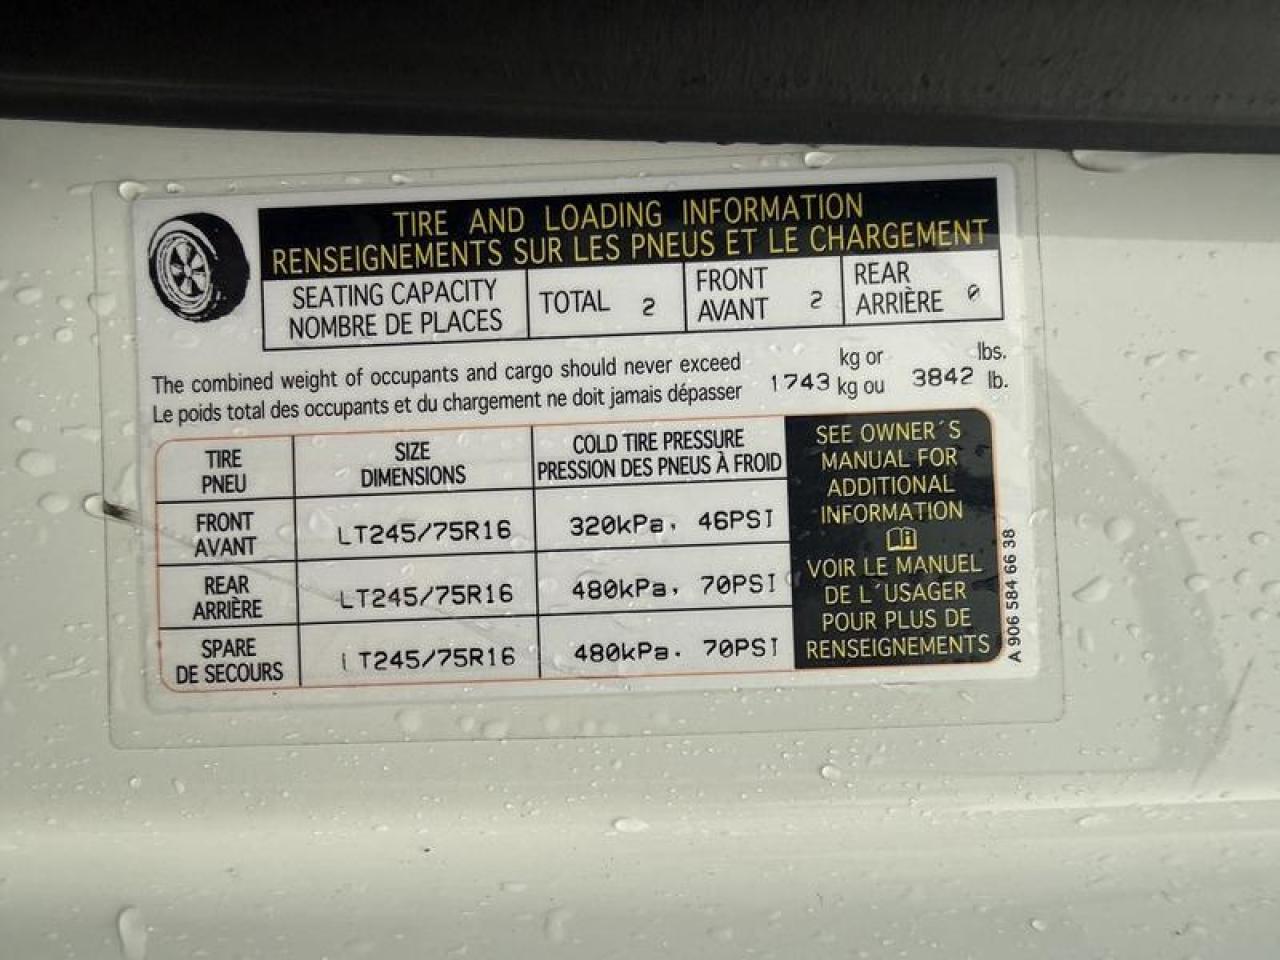 TIRE AND LOADING INFORMATION
RENSEIGNEMENTS SUR LES PNEUS ET LE CHARGEMENT
SEATING CAPACITY
NOMBRE DE PLACES
TOTAL 2
FRONT
AVANT 2
REAR
ARRIÈRE 0
The combined weight of occupants and cargo should never exceed
Le poids total des occupants et du chargement ne doit jamais dépasser
1743 kg or
kg ou
3842 lbs.
lb.
TIRE
PNEU
SIZE
DIMENSIONS
COLD TIRE PRESSURE
PRESSION DES PNEUS À FROID
FRONT
AVANT
LT245/75R16
320kPa, 46PSI
REAR
ARRIÈRE
LT245/75R16
480kPa, 70PSI
SPARE
DE SECOURS
LT245/75R16
480kPa. 70PSI
SEE OWNER´S
MANUAL FOR
ADDITIONAL
INFORMATION
VOIR LE MANUEL
DE L´USAGER
POUR PLUS DE
RENSEIGNEMENTS
A 906 584 66 38